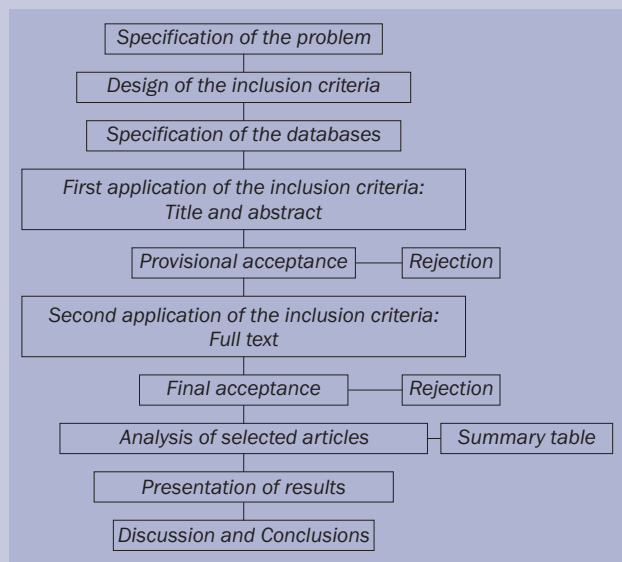 Specification of the problem
Design of the inclusion criteria
Specification of the databases
First application of the inclusion criteria:
Title and abstract
Provisional acceptance
Rejection
Second application of the inclusion criteria:
Full text
Final acceptance
Rejection
Analysis of selected articles
Summary table
Presentation of results
Discussion and Conclusions